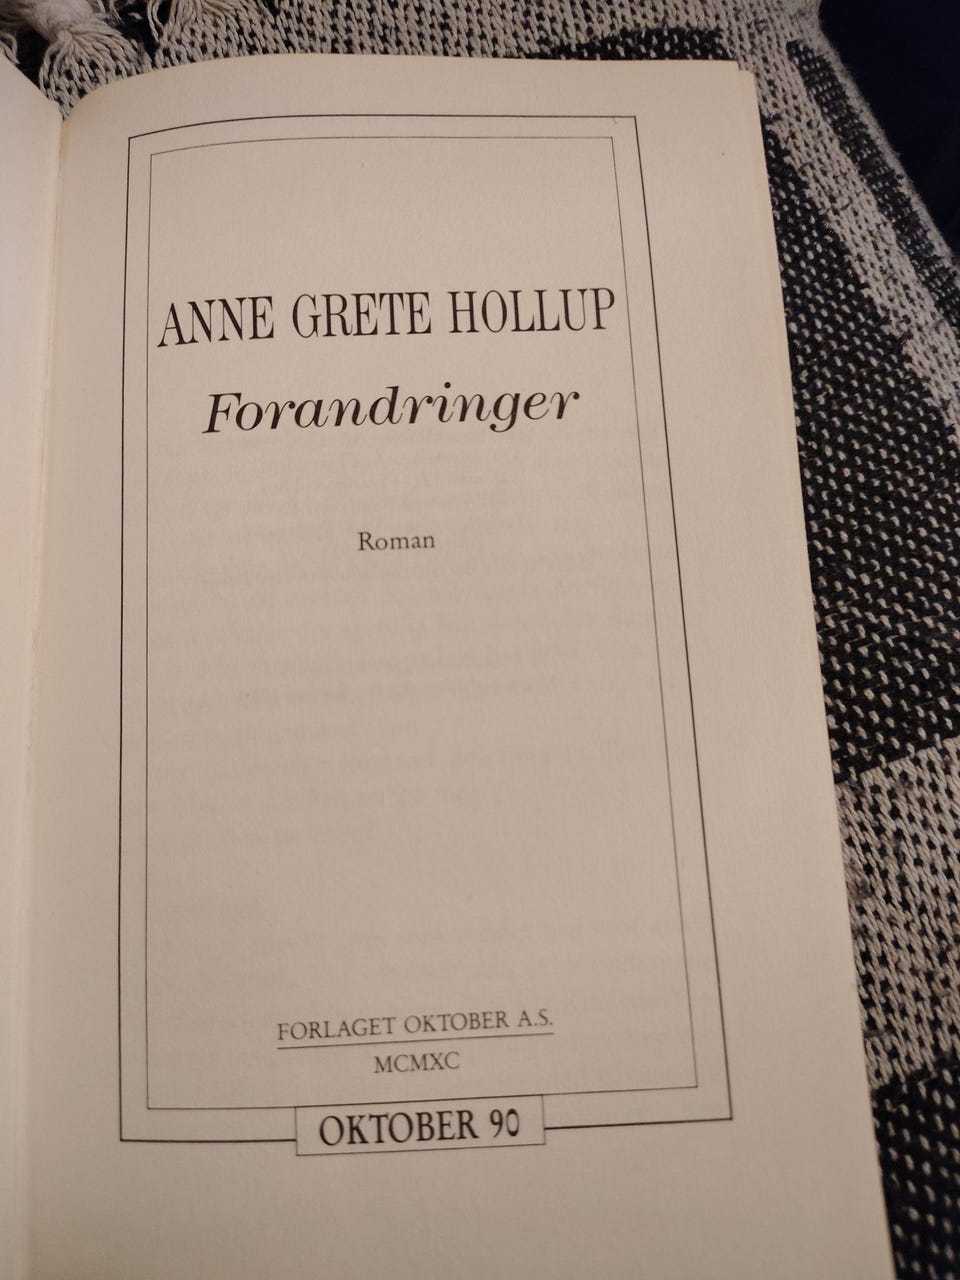 ANNE GRETE HOLLUP
Forandringer
Roman
FORLAGET OKTOBER A.S.
MCMXC
OKTOBER 90